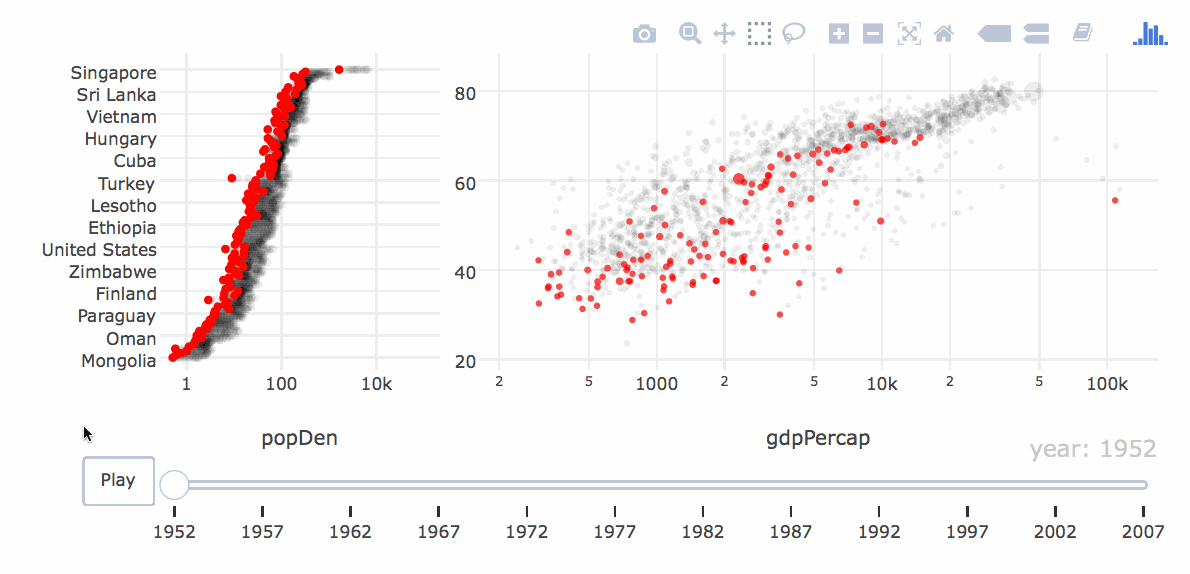 Singapore
Sri Lanka
Vietnam
Hungary
Cuba
Turkey
Lesotho
Ethiopia
United States
Zimbabwe
Finland
Paraguay
Oman
Mongolia
1 100 10k
popDen
80
60
40
20
2 5 1000 2 5 10k 2 5 100k
gdpPercap
year: 1952
Play
1952 1957 1962 1967 1972 1977 1982 1987 1992 1997 2002 2007